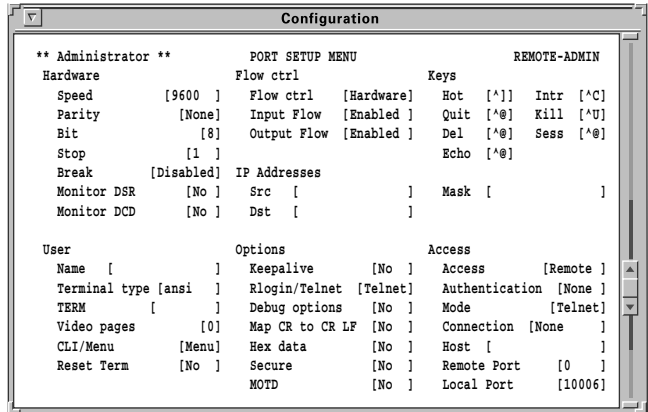 Configuration
** Administrator ** PORT SETUP MENU REMOTE-ADMIN
Hardware Flow ctrl Keys
Speed [9600 ] Flow ctrl [Hardware] Hot [^]] Intr [^C]
Parity [None] Input Flow [Enabled ] Quit [^@] Kill [^U]
Bit [8] Output Flow [Enabled ] Del [^@] Sess [^@]
Stop [1 ] Echo [^@]
Break [Disabled] IP Addresses
Monitor DSR [No ] Src [ ] Mask [ ]
Monitor DCD [No ] Dst [ ]
User Options Access
Name [ ] Keepalive [No ] Access [Remote ]
Terminal type [ansi ] Rlogin/Telnet [Telnet] Authentication [None ]
TERM [ ] Debug options [No ] Mode [Telnet]
Video pages [0] Map CR to CR LF [No ] Connection [None ]
CLI/Menu [Menu] Hex data [No ] Host [ ]
Reset Term [No ] Secure [No ] Remote Port [0 ]
MOTD [No ] Local Port [10006]